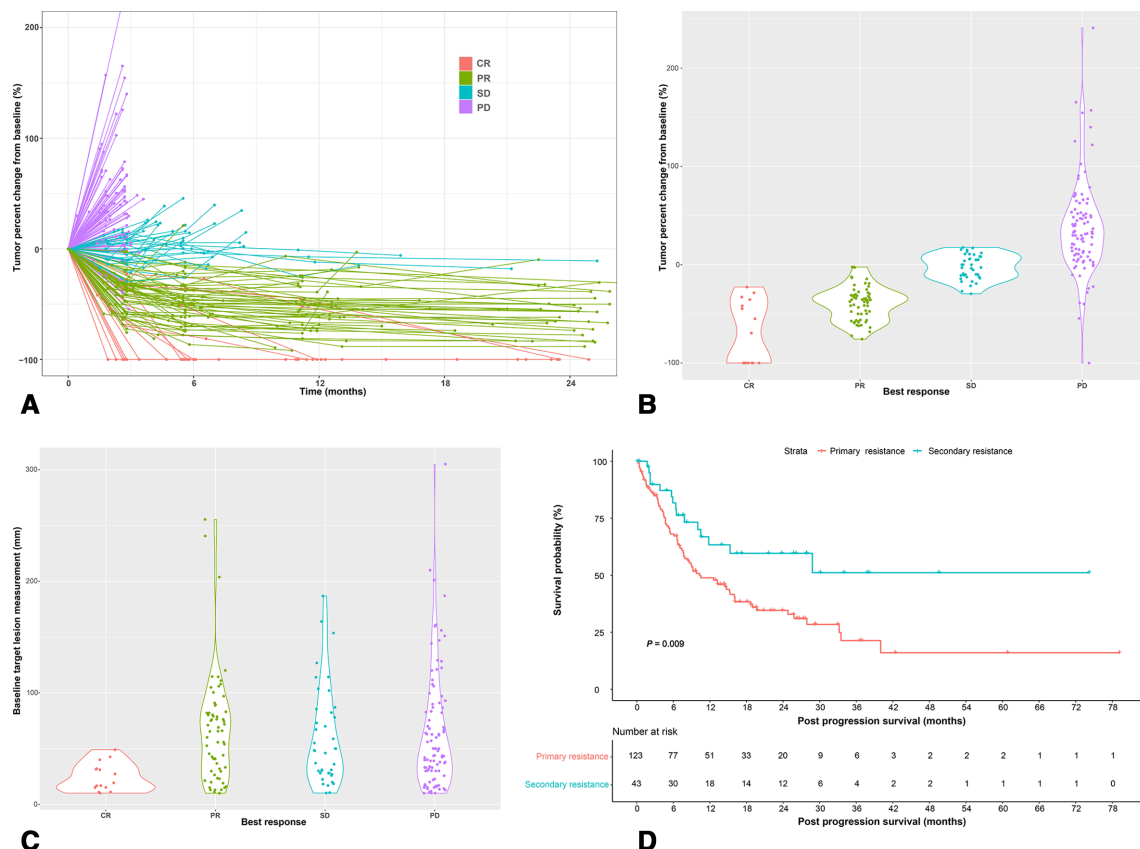 200
100
0
−100
0
6
12
18
24
Tumor percent change from baseline (%)
Time (months)
CR
PR
SD
PD
A
200
100
0
-100
CR
PR
SD
PD
Tumor percent change from baseline (%)
Best response
B
300
200
100
0
CR
PR
SD
PD
Baseline target lesion measurement (mm)
Best response
C
Strata Primary resistance Secondary resistance
100
75
50
25
0
Survival probability (%)
P = 0.009
0 6 12 18 24 30 36 42 48 54 60 66 72 78
Post progression survival (months)
Number at risk
Primary resistance 123 77 51 33 20 9 6 3 2 2 2 1 1 1
Secondary resistance 43 30 18 14 12 6 4 2 2 1 1 1 1 0
0 6 12 18 24 30 36 42 48 54 60 66 72 78
Post progression survival (months)
D